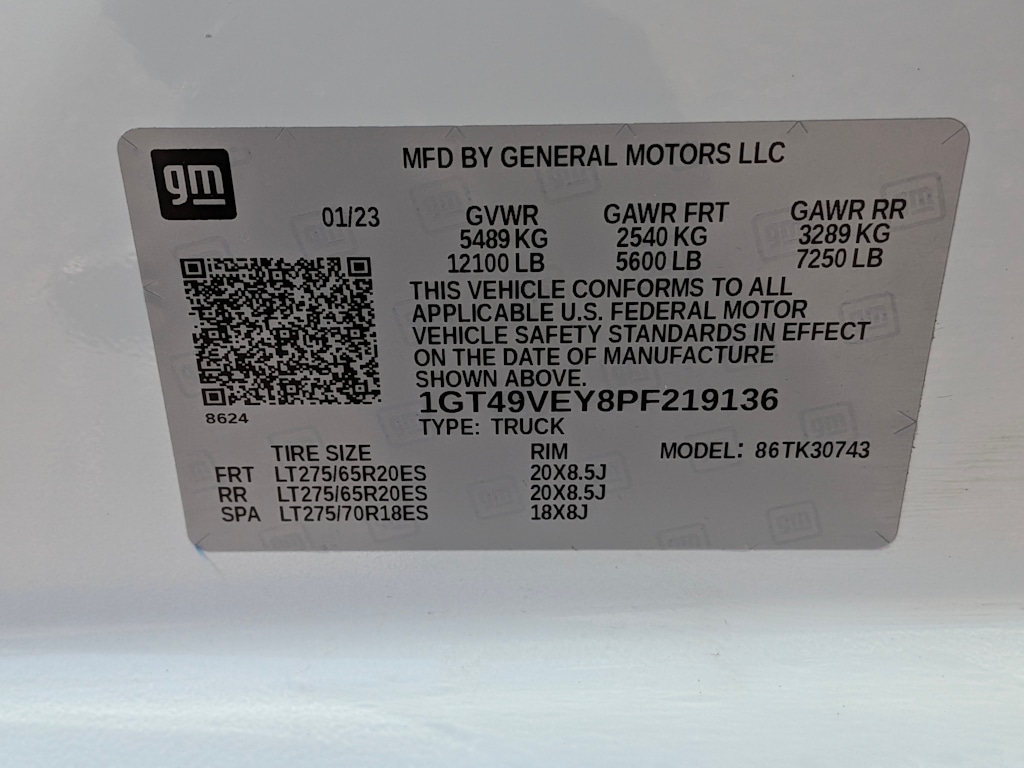 gm
MFD BY GENERAL MOTORS LLC
01/23 GVWR GAWR FRT GAWR RR
5489 KG 2540 KG 3289 KG
12100 LB 5600 LB 7250 LB
THIS VEHICLE CONFORMS TO ALL
APPLICABLE U.S. FEDERAL MOTOR
VEHICLE SAFETY STANDARDS IN EFFECT
ON THE DATE OF MANUFACTURE
SHOWN ABOVE.
8624
1GT49VEY8PF219136
TYPE: TRUCK
TIRE SIZE RIM MODEL: 86TK30743
FRT LT275/65R20ES 20X8.5J
RR LT275/65R20ES 20X8.5J
SPA LT275/70R18ES 18X8J